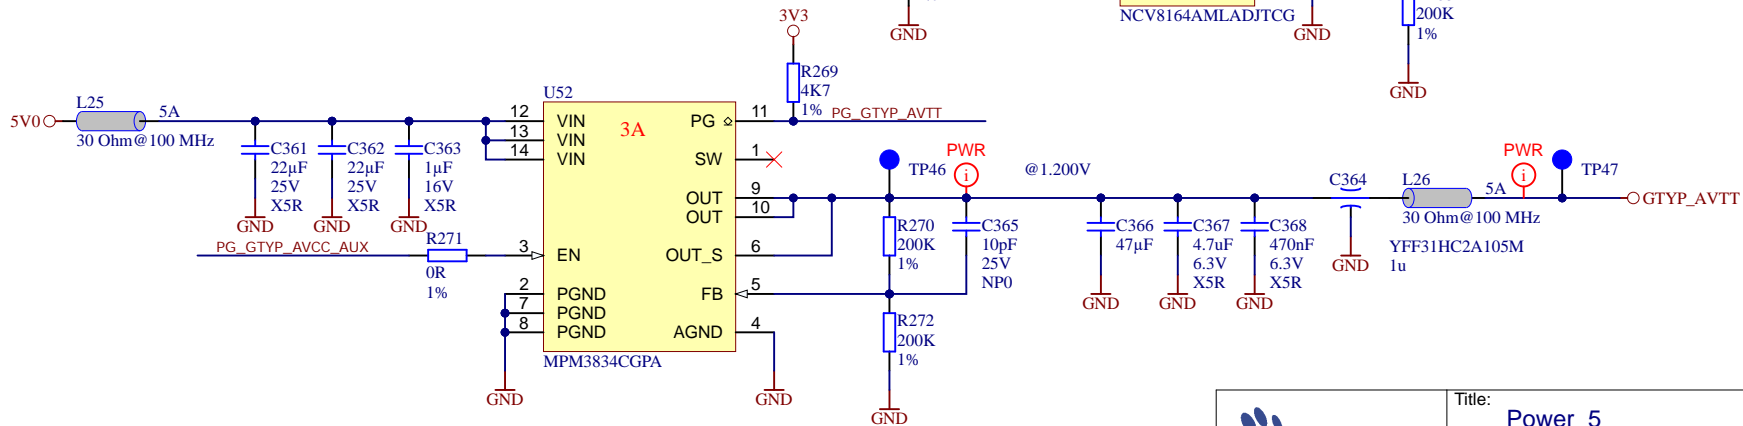 3V3
GND
NCV8164AMLADJTCG
GND
200K
1%
GND
R269
4K7
1%
L25
5A
5V0
30 Ohm@100 MHz
U52
12
VIN
13
VIN
14
VIN
3A
PG
11
PG_GTYP_AVTT
SW
1
C361
22µF
25V
X5R
GND
C362
22µF
25V
X5R
GND
C363
1µF
16V
X5R
GND
OUT
9
OUT
10
OUT_S
6
PG_GTYP_AVCC_AUX
R271
0R
1%
3
EN
2
PGND
7
PGND
8
PGND
FB
5
AGND
4
MPM3834CGPA
GND
GND
TP46
PWR
i
@1.200V
R270
200K
1%
C365
10pF
25V
NP0
R272
200K
1%
GND
C366
47µF
GND
C367
4.7uF
6.3V
X5R
GND
C368
470nF
6.3V
X5R
GND
C364
GND
L26
5A
30 Ohm@100 MHz
YFF31HC2A105M
1u
PWR
i
TP47
GTYP_AVTT
Title:
Power_5